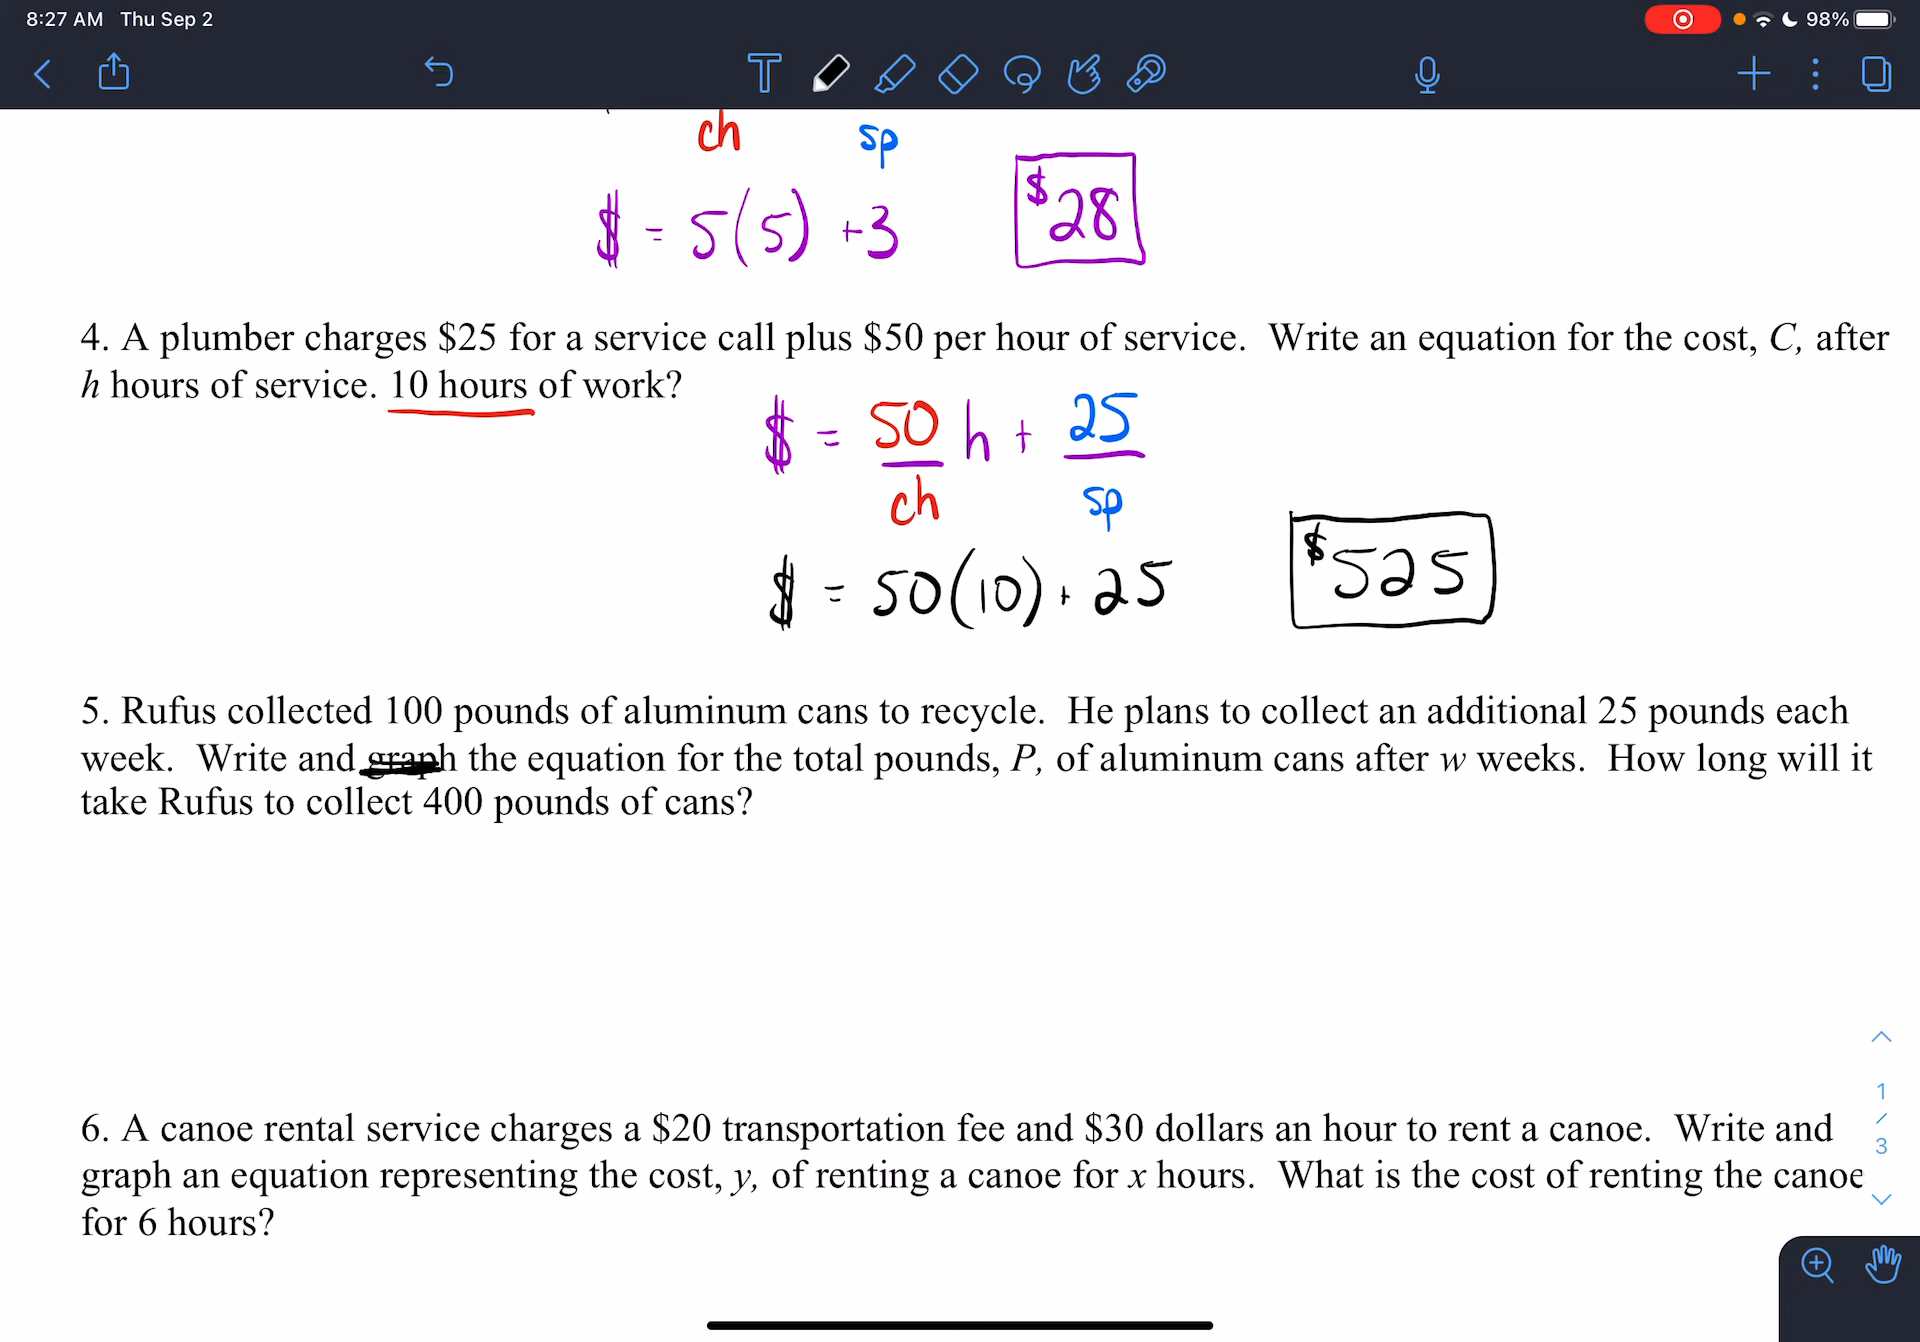 8:27 AM Thu Sep 2
98%
ch sp
$ = 5(5) +3 $28
4. A plumber charges $25 for a service call plus $50 per hour of service. Write an equation for the cost, C, after
h hours of service. 10 hours of work?
$ = 50 h + 25
ch sp
$ = 50(10) + 25 $525
5. Rufus collected 100 pounds of aluminum cans to recycle. He plans to collect an additional 25 pounds each
week. Write and graph the equation for the total pounds, P, of aluminum cans after w weeks. How long will it
take Rufus to collect 400 pounds of cans?
6. A canoe rental service charges a $20 transportation fee and $30 dollars an hour to rent a canoe. Write and
graph an equation representing the cost, y, of renting a canoe for x hours. What is the cost of renting the canoe
for 6 hours?
1
/
3